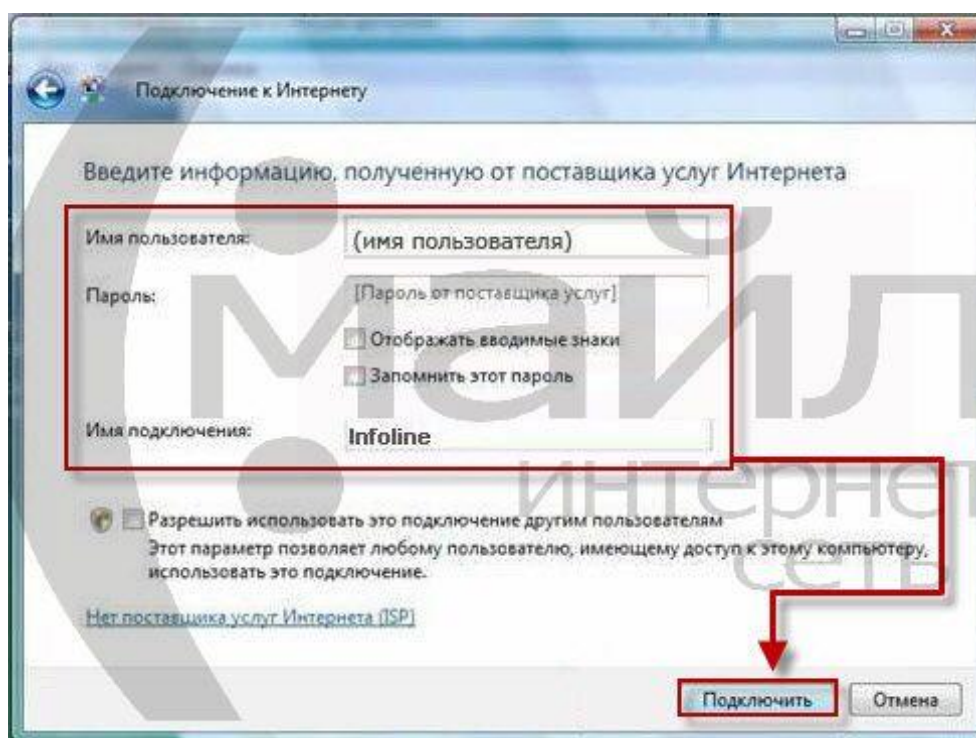 Подключение к Интернету
Введите информацию, полученную от поставщика услуг Интернета
Имя пользователя: (имя пользователя)
Пароль: [Пароль от поставщика услуг]
Отображать вводимые знаки
Запомнить этот пароль
Имя подключения: Infoline
Разрешить использовать это подключение другим пользователям
Этот параметр позволяет любому пользователю, имеющему доступ к этому компьютеру,
использовать это подключение.
Нет поставщика услуг Интернета (ISP)
Подключить Отмена
майл
интернет
сеть